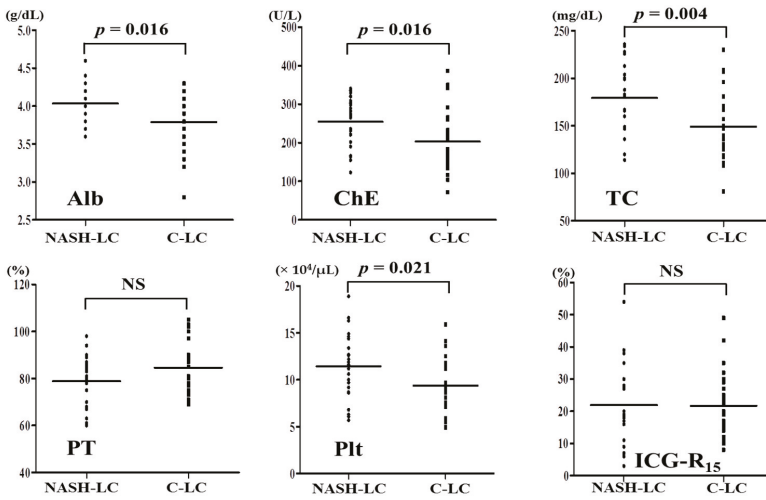 (g/dL)
p = 0.016
5.0
4.5
4.0
3.5
3.0
2.5
Alb
NASH-LC
C-LC
(U/L)
p = 0.016
500
400
300
200
100
0
ChE
NASH-LC
C-LC
(mg/dL)
p = 0.004
250
200
150
100
50
TC
NASH-LC
C-LC
(%)
NS
120
100
80
60
40
PT
NASH-LC
C-LC
(× 10⁴/μL)
p = 0.021
20
15
10
5
0
Plt
NASH-LC
C-LC
(%)
NS
60
50
40
30
20
10
0
ICG-R₁₅
NASH-LC
C-LC